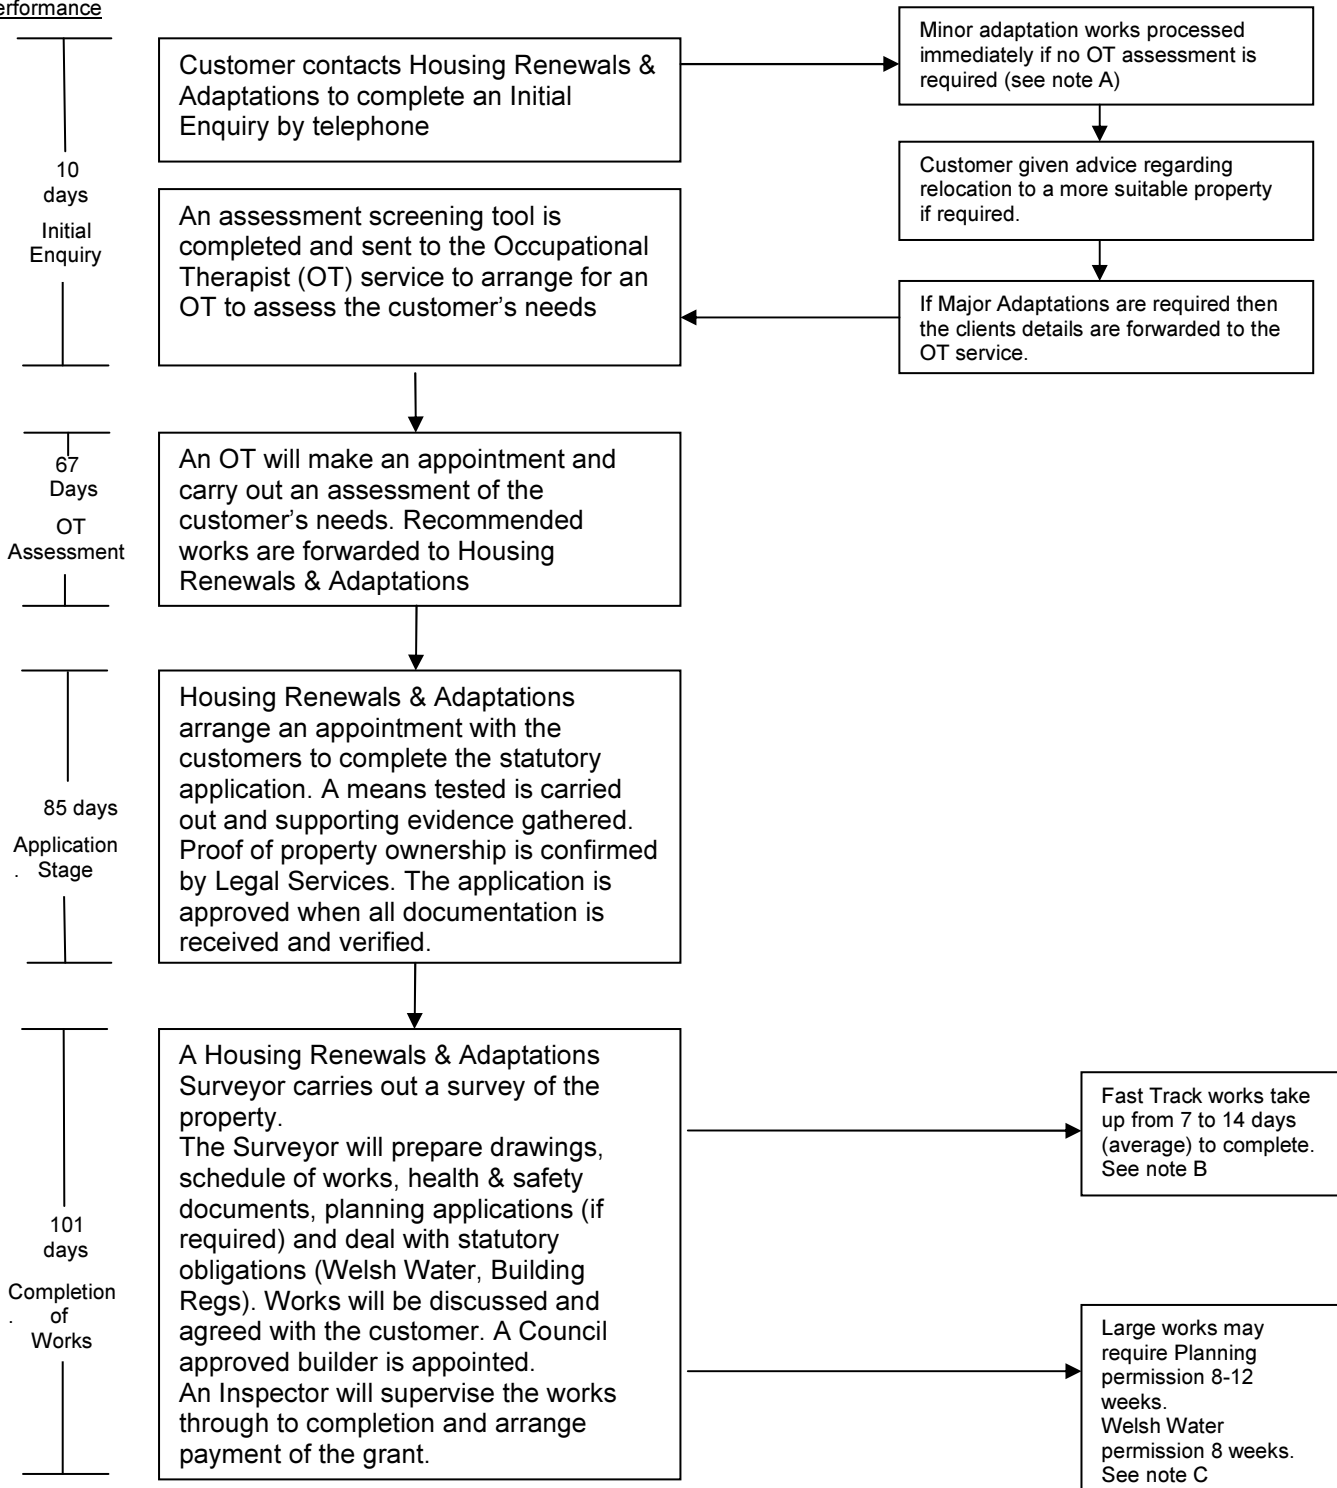 erformance
10
days
Initial
Enquiry
Customer contacts Housing Renewals &
Adaptations to complete an Initial
Enquiry by telephone
Minor adaptation works processed
immediately if no OT assessment is
required (see note A)
Customer given advice regarding
relocation to a more suitable property
if required.
If Major Adaptations are required then
the clients details are forwarded to the
OT service.
An assessment screening tool is
completed and sent to the Occupational
Therapist (OT) service to arrange for an
OT to assess the customer’s needs
67
Days
OT
Assessment
An OT will make an appointment and
carry out an assessment of the
customer’s needs. Recommended
works are forwarded to Housing
Renewals & Adaptations
85 days
Application
. Stage
Housing Renewals & Adaptations
arrange an appointment with the
customers to complete the statutory
application. A means tested is carried
out and supporting evidence gathered.
Proof of property ownership is confirmed
by Legal Services. The application is
approved when all documentation is
received and verified.
101
days
Completion
. of
Works
A Housing Renewals & Adaptations
Surveyor carries out a survey of the
property.
The Surveyor will prepare drawings,
schedule of works, health & safety
documents, planning applications (if
required) and deal with statutory
obligations (Welsh Water, Building
Regs). Works will be discussed and
agreed with the customer. A Council
approved builder is appointed.
An Inspector will supervise the works
through to completion and arrange
payment of the grant.
Fast Track works take
up from 7 to 14 days
(average) to complete.
See note B
Large works may
require Planning
permission 8-12
weeks.
Welsh Water
permission 8 weeks.
See note C